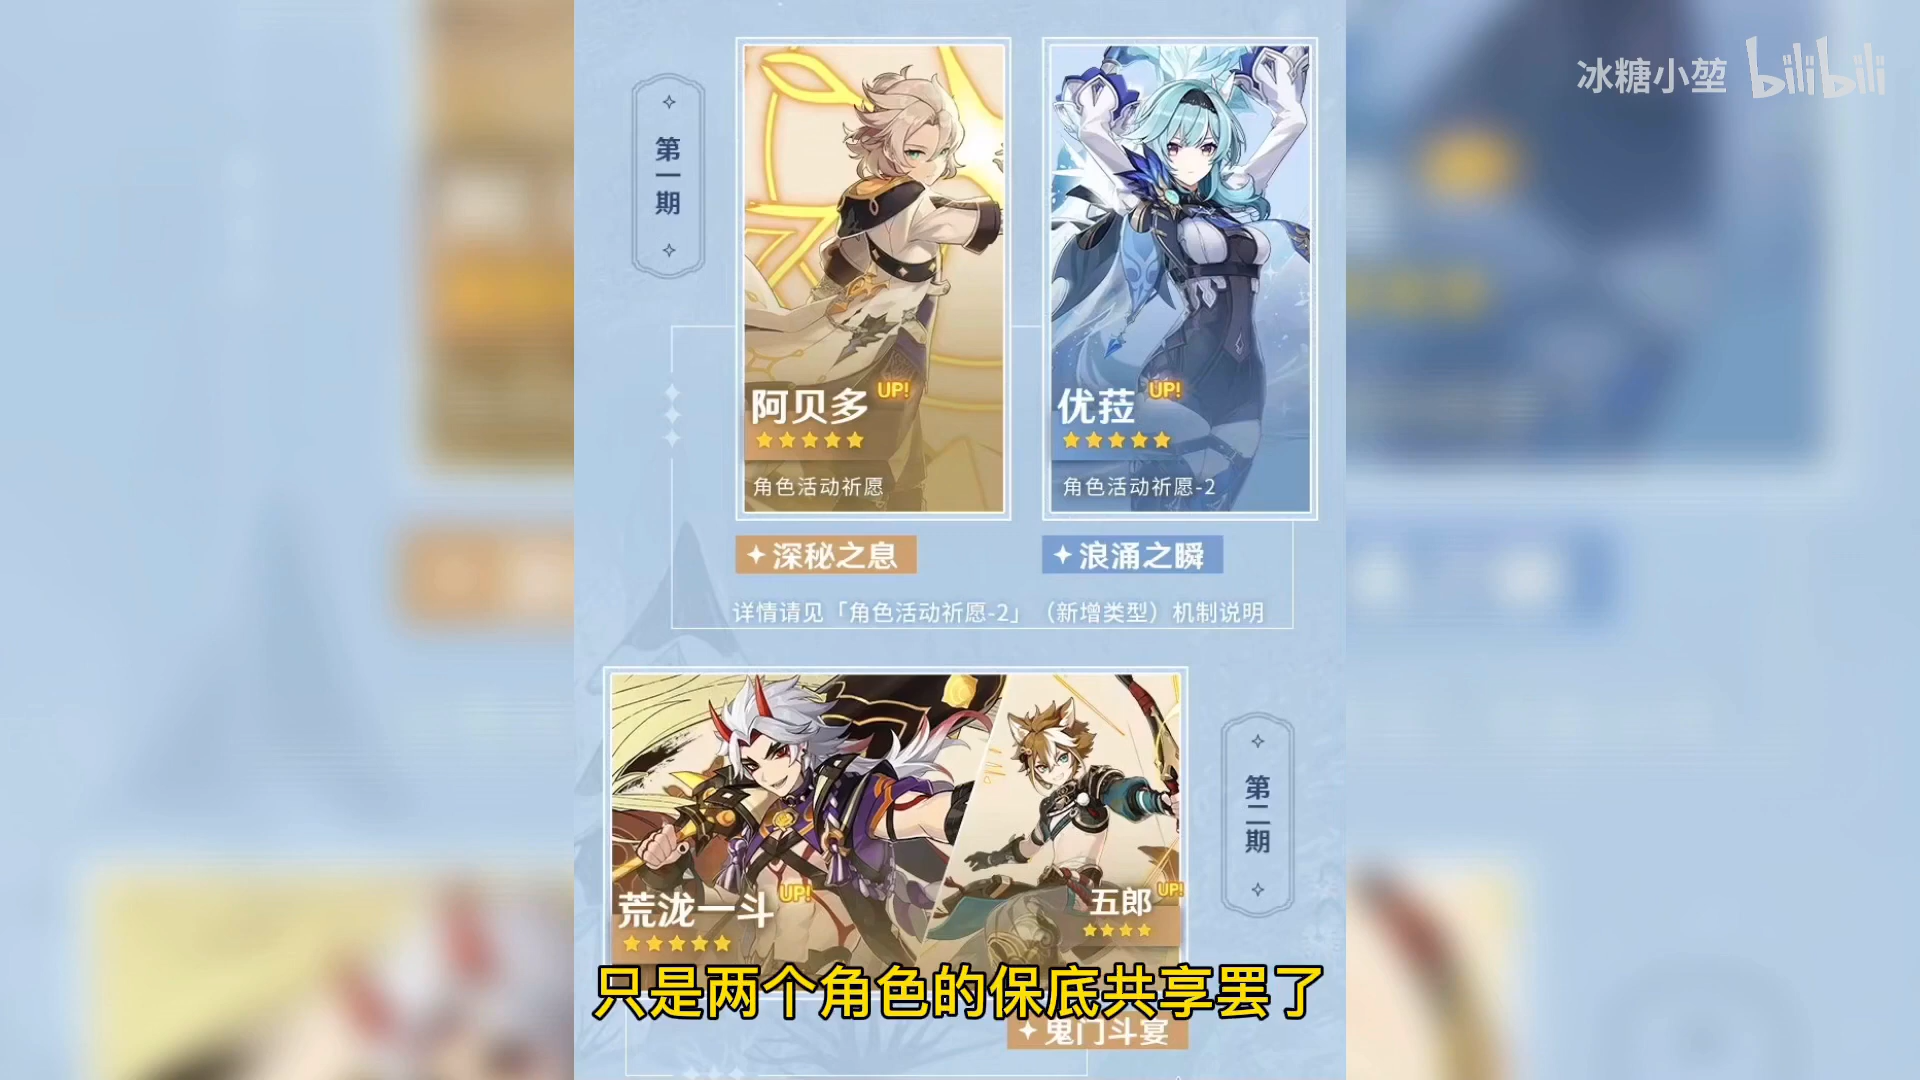 冰糖小堃 bilibili
第一期
阿贝多 UP!
角色活动祈愿
优菈 UP!
角色活动祈愿-2
深秘之息
浪涌之瞬
详情请见「角色活动祈愿-2」（新增类型）机制说明
第二期
荒泷一斗 UP!
五郎 UP!
只是两个角色的保底共享罢了
鬼门斗宴